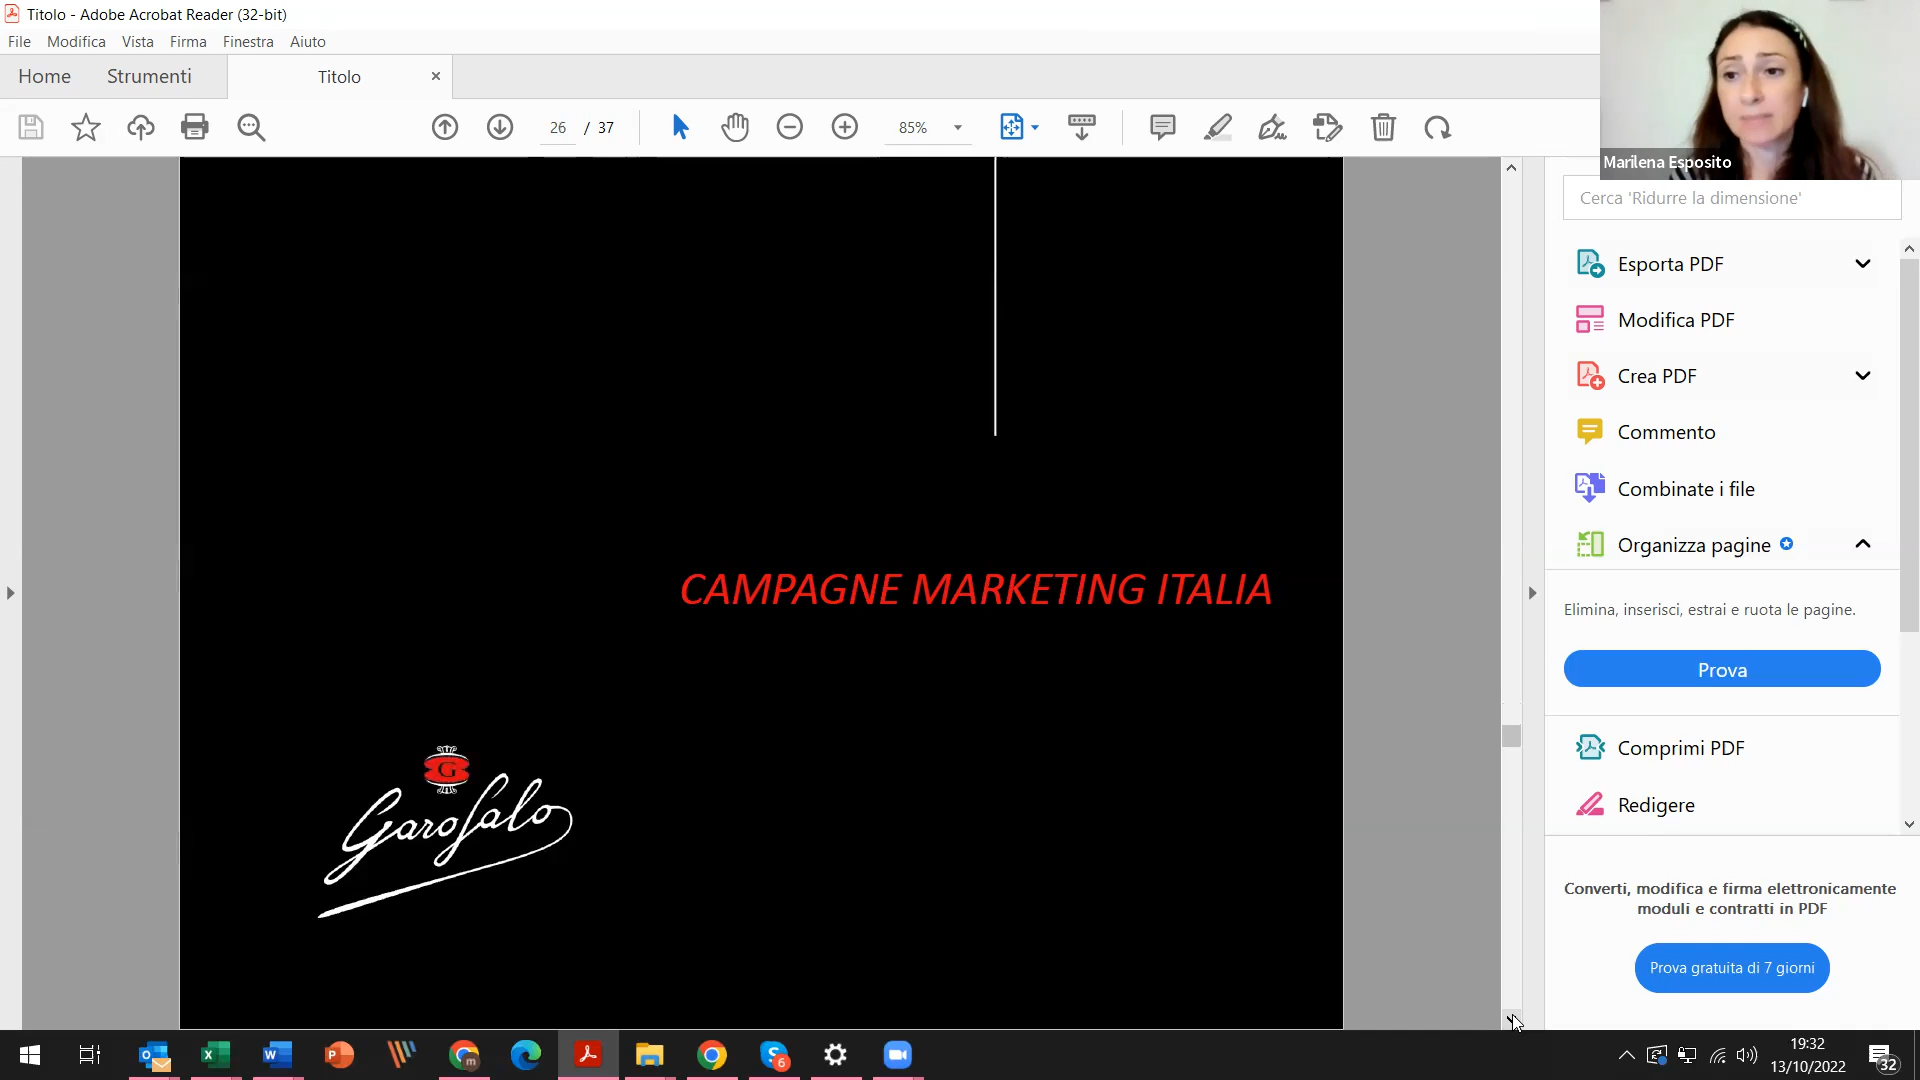 Titolo - Adobe Acrobat Reader (32-bit)
File Modifica Vista Firma Finestra Aiuto
Home Strumenti Titolo
26 / 37 85%
Marilena Esposito
Cerca 'Ridurre la dimensione'
Esporta PDF
Modifica PDF
Crea PDF
Commento
Combinate i file
Organizza pagine
Elimina, inserisci, estrai e ruota le pagine.
Prova
Comprimi PDF
Redigere
Converti, modifica e firma elettronicamente
moduli e contratti in PDF
Prova gratuita di 7 giorni
CAMPAGNE MARKETING ITALIA
G
Garofalo
19:32
13/10/2022
32
6
m